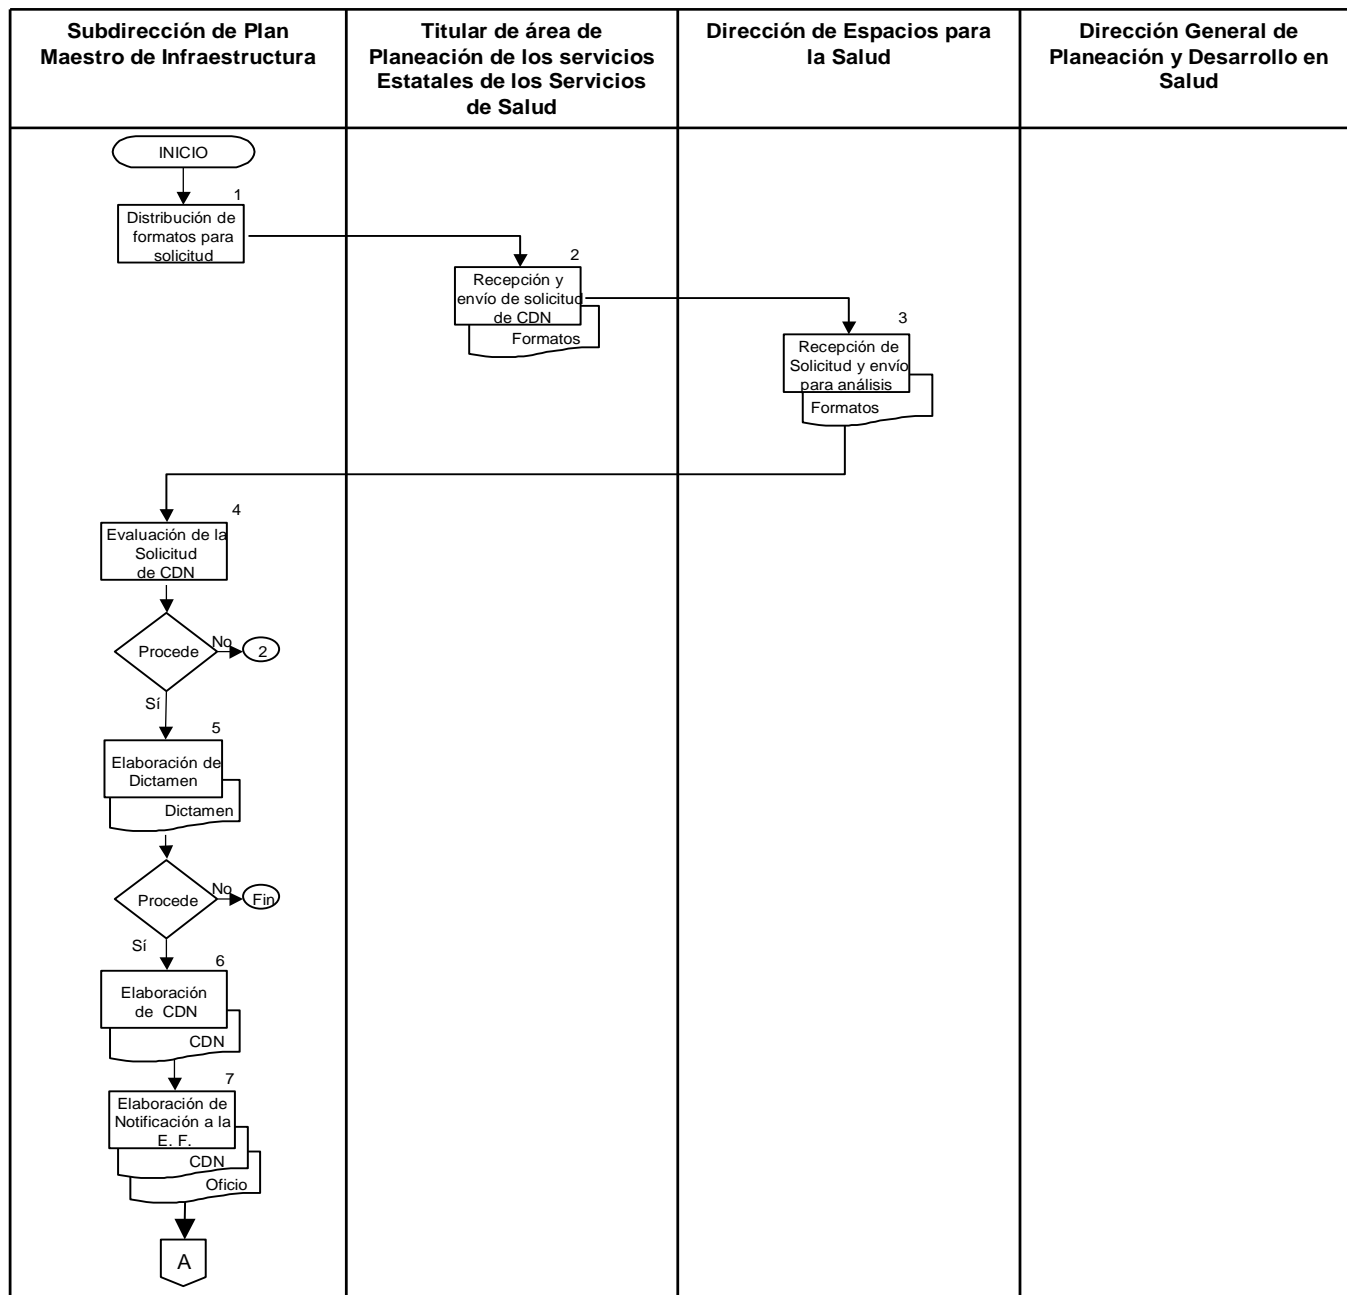 Subdirección de Plan
Maestro de Infraestructura
Titular de área de
Planeación de los servicios
Estatales de los Servicios
de Salud
Dirección de Espacios para
la Salud
Dirección General de
Planeación y Desarrollo en
Salud
INICIO
1
Distribución de
formatos para
solicitud
2
Recepción y
envío de solicitud
de CDN
Formatos
3
Recepción de
Solicitud y envío
para análisis
Formatos
4
Evaluación de la
Solicitud
de CDN
Procede
No
2
Sí
5
Elaboración de
Dictamen
Dictamen
Procede
No
Fin
Sí
6
Elaboración
de CDN
CDN
7
Elaboración de
Notificación a la
E. F.
CDN
Oficio
A